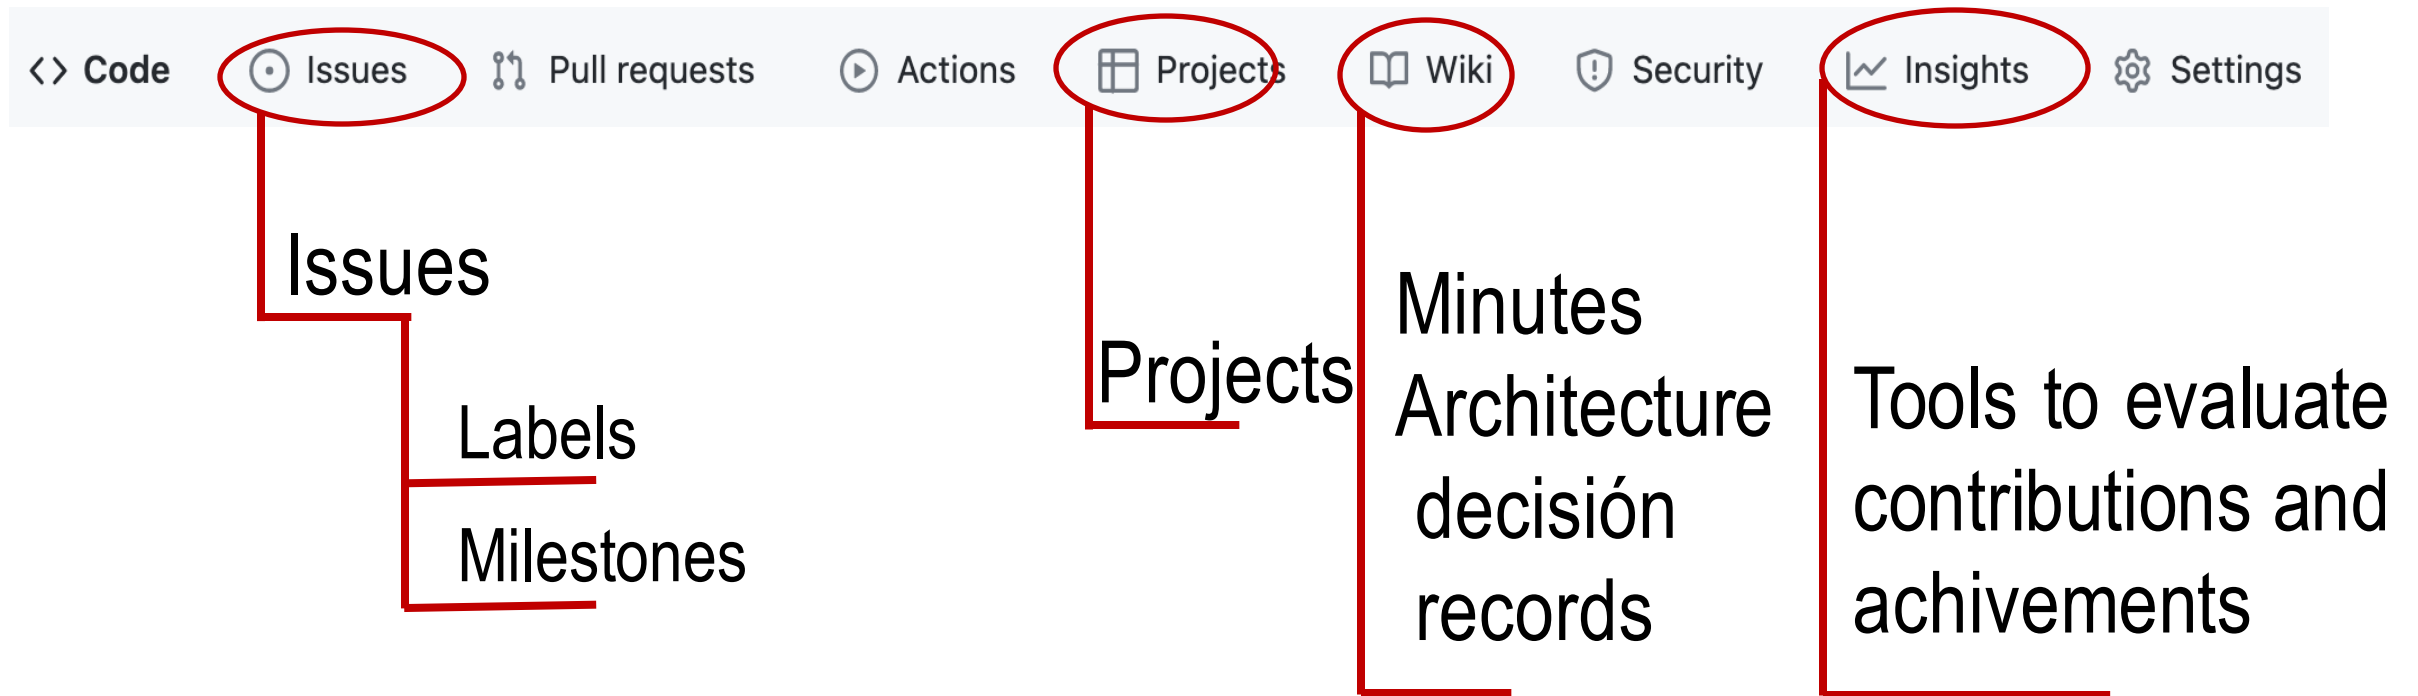 <> Code Issues Pull requests Actions Projects Wiki Security Insights Settings
Issues
Labels
Milestones
Projects
Minutes
Architecture
decisión
records
Tools to evaluate
contributions and
achivements